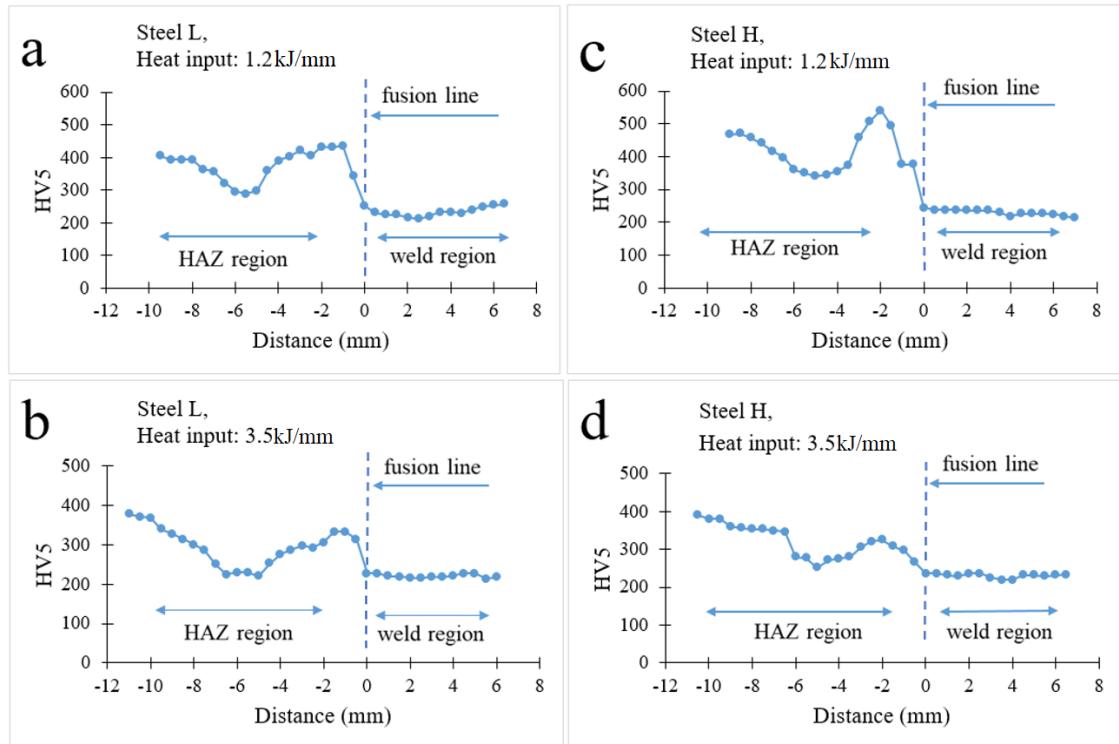 a
Steel L,
Heat input: 1.2kJ/mm
fusion line
600
500
400
300
200
100
0
HV5
HAZ region
weld region
-12 -10 -8 -6 -4 -2 0 2 4 6 8
Distance (mm)
c
Steel H,
Heat input: 1.2kJ/mm
fusion line
600
500
400
300
200
100
0
HV5
HAZ region
weld region
-12 -10 -8 -6 -4 -2 0 2 4 6 8
Distance (mm)
b
Steel L,
Heat input: 3.5kJ/mm
fusion line
500
400
300
200
100
0
HV5
HAZ region
weld region
-12 -10 -8 -6 -4 -2 0 2 4 6 8
Distance (mm)
d
Steel H,
Heat input: 3.5kJ/mm
fusion line
500
400
300
200
100
0
HV5
HAZ region
weld region
-12 -10 -8 -6 -4 -2 0 2 4 6 8
Distance (mm)